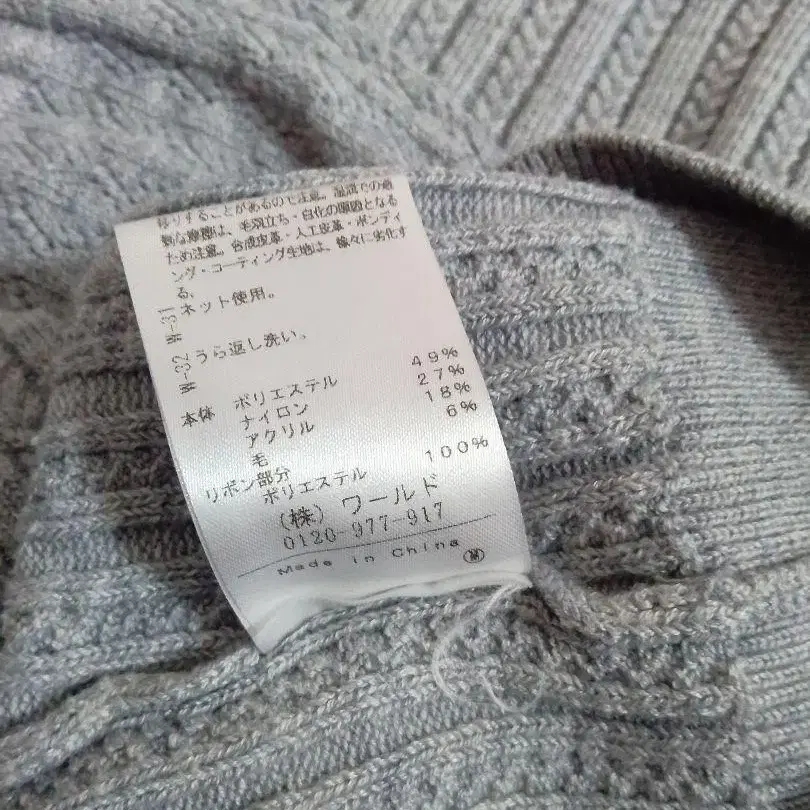 移りすることがあるので注意。湿潤での過
激な摩擦は、毛羽立ち・白化の原因となる
ため注意。合成皮革・人工皮革・ボンディ
ング・コーティング生地は、徐々に劣化す
る。
W-31 ネット使用。
W-32 うら返し洗い。
本体 ポリエステル 49%
ナイロン 27%
アクリル 18%
毛 6%
リボン部分
ポリエステル 100%
(株) ワールド
0120-977-917
Made in China Ⓜ